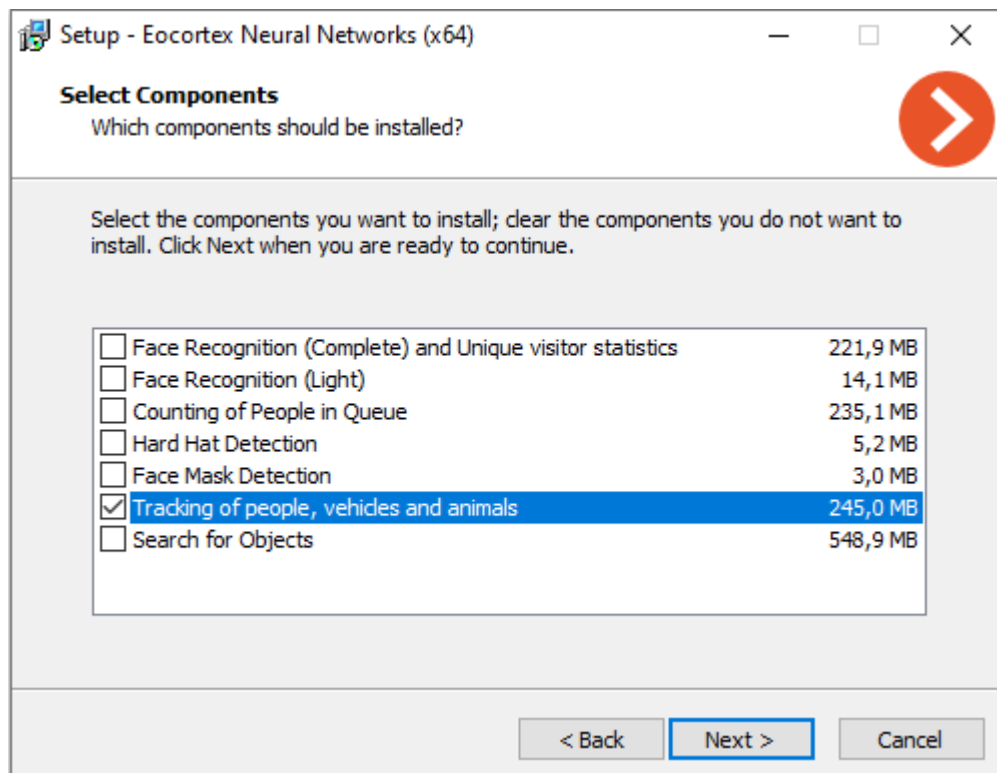 Setup - Eocortex Neural Networks (x64)
Select Components
Which components should be installed?
Select the components you want to install; clear the components you do not want to
install. Click Next when you are ready to continue.
Face Recognition (Complete) and Unique visitor statistics 221,9 MB
Face Recognition (Light) 14,1 MB
Counting of People in Queue 235,1 MB
Hard Hat Detection 5,2 MB
Face Mask Detection 3,0 MB
Tracking of people, vehicles and animals 245,0 MB
Search for Objects 548,9 MB
< Back Next > Cancel